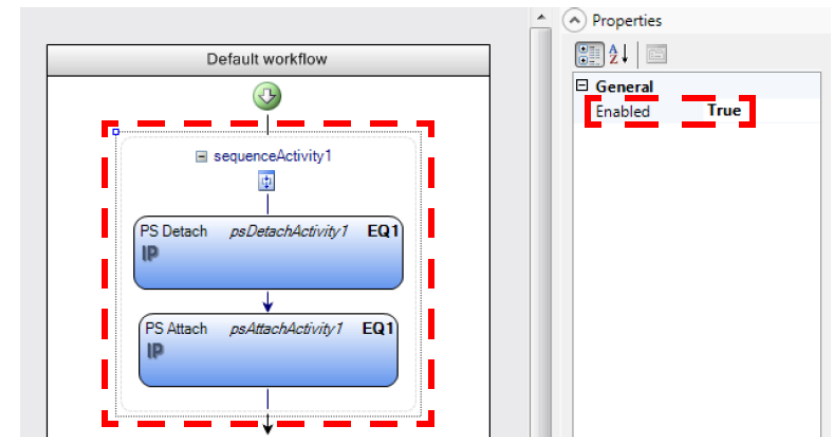 Default workflow
sequenceActivity1
PS Detach psDetachActivity1 EQ1
IP
PS Attach psAttachActivity1 EQ1
IP
Properties
A
Z
General
Enabled True